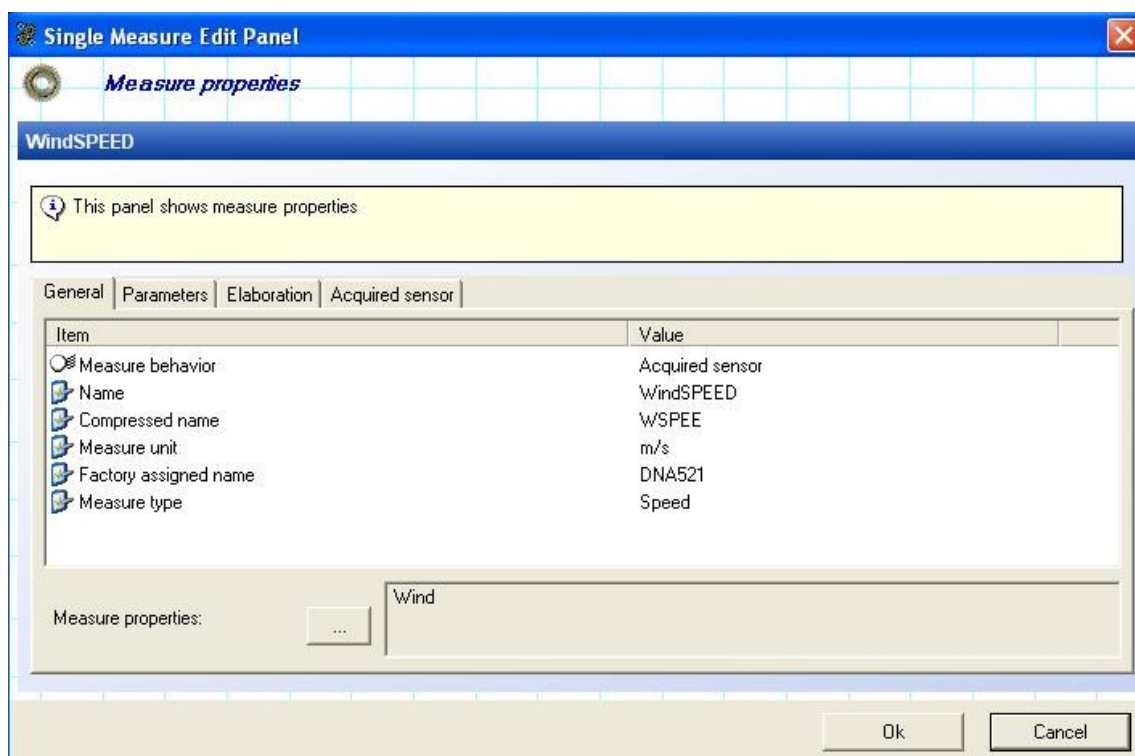 Single Measure Edit Panel
Measure properties
WindSPEED
This panel shows measure properties
General Parameters Elaboration Acquired sensor
Item Value
Measure behavior Acquired sensor
Name WindSPEED
Compressed name WSPEE
Measure unit m/s
Factory assigned name DNA521
Measure type Speed
Measure properties: ... Wind
Ok Cancel